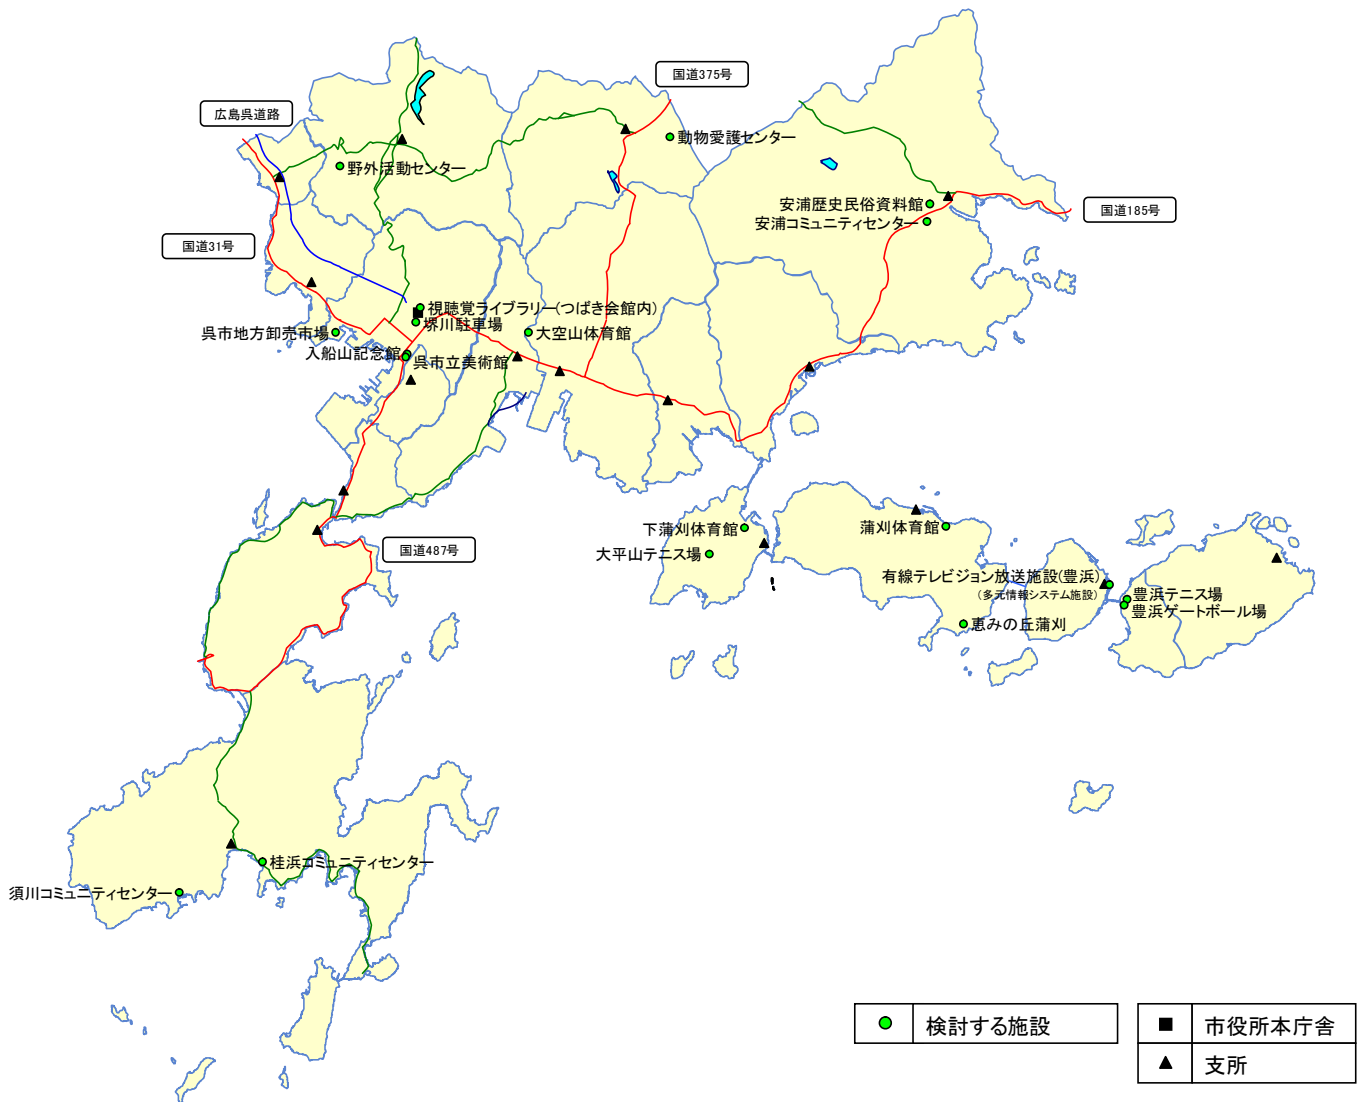 国道375号
広島呉道路
動物愛護センター
野外活動センター
安浦歴史民俗資料館
国道185号
安浦コミュニティセンター
国道31号
視聴覚ライブラリー(つばき会館内)
堺川駐車場
呉市地方卸売市場
大空山体育館
入船山記念館
呉市立美術館
下蒲刈体育館
蒲刈体育館
国道487号
大平山テニス場
有線テレビジョン放送施設(豊浜)
(多元情報システム施設)
豊浜テニス場
豊浜ゲートボール場
恵みの丘蒲刈
桂浜コミュニティセンター
須川コミュニティセンター
検討する施設
市役所本庁舎
支所